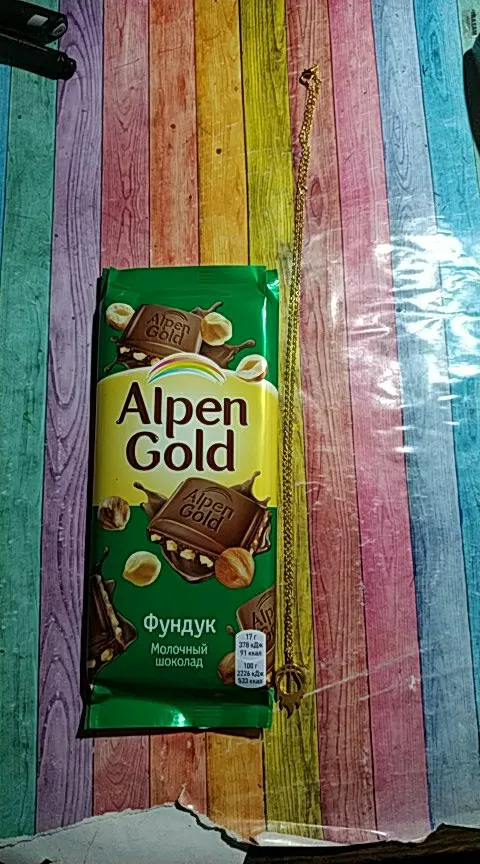 Alpen
Gold
Alpen
Gold
Alpen
Gold
Фундук
Молочный
шоколад
17 г
378 кДж
91 ккал
100 г
2226 кДж
533 ккал